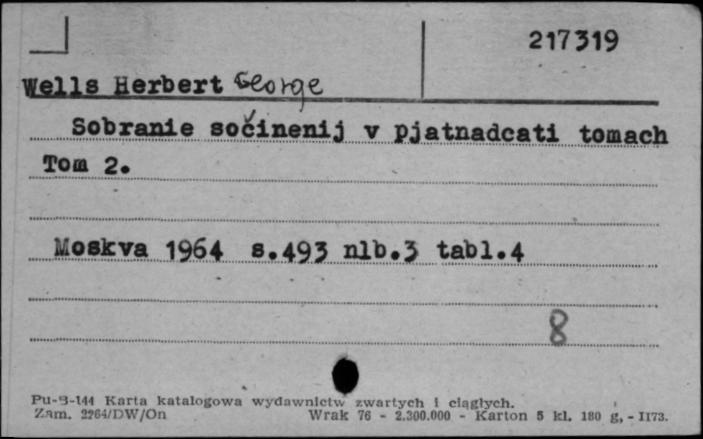 217319
Wells Herbert George
Sobranie sočinenij v pjatnadcati tomach
Tom 2.
Moskva 1964 s.493 nlb.3 tabl.4
8
Pu-B-144 Karta katalogowa wydawnictw zwartych i ciągłych.
Zam. 2264/DW/On Wrak 76 - 2.300.000 - Karton 5 kl. 180 g, - II73.